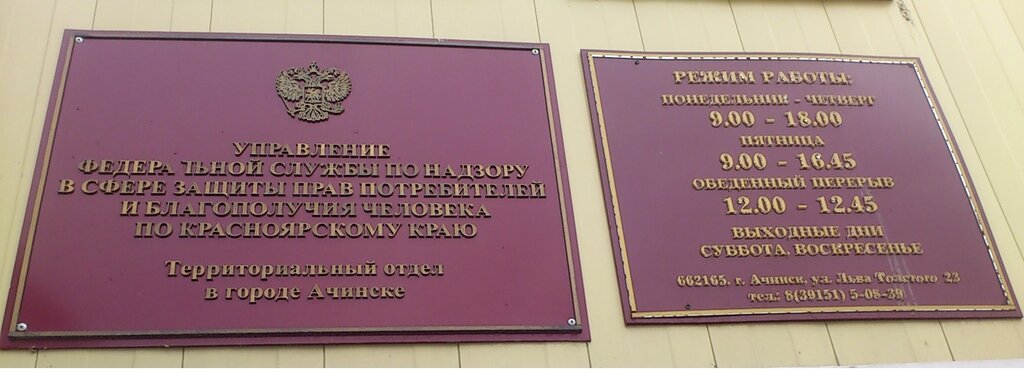 УПРАВЛЕНИЕ
ФЕДЕРА ЬНОЙ СЛУЖБЫ ПО НАДЗОРУ
В СФЕРЕ ЗАЩИТЫ ПРАВ ПОТРЕБИТЕЛЕЙ
И БЛАГОПОЛУЧИЯ ЧЕЛОВЕКА
ПО КРАСНОЯРСКОМУ КРАЮ
Территориальный отдел
в городе Ачинске
РЕЖИМ РАБОТЫ:
ПОНЕДЕЛЬНИК - ЧЕТВЕРГ
9.00 - 18.00
ПЯТНИЦА
9.00 - 16.45
ОБЕДЕННЫЙ ПЕРЕРЫВ
12.00 - 12.45
ВЫХОДНЫЕ ДНИ
СУББОТА, ВОСКРЕСЕНЬЕ
662165, г. Ачинск, ул. Льва Толстого 23
тел.: 8(39151) 5-08-39